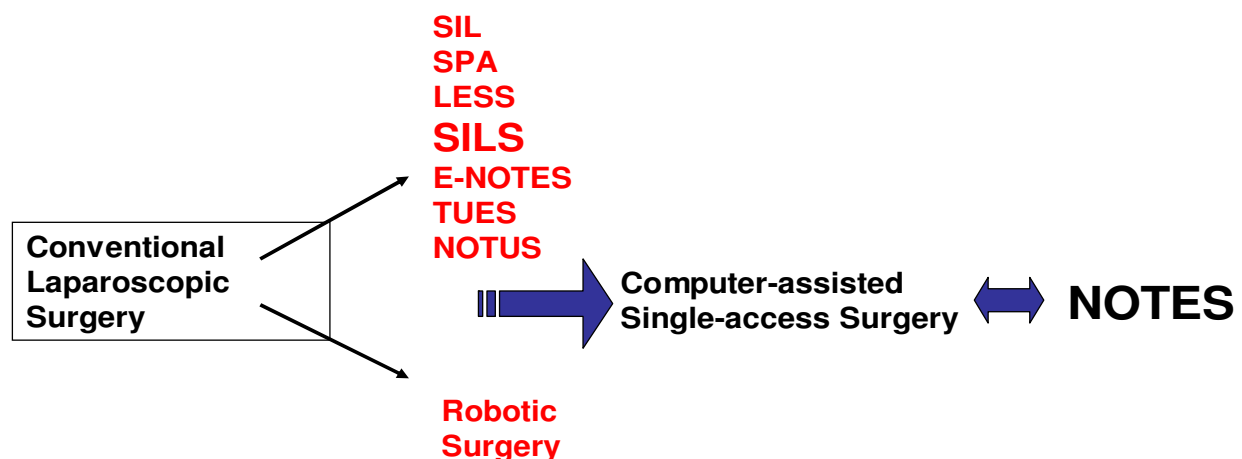 SIL
SPA
LESS
SILS
E-NOTES
TUES
NOTUS
Conventional
Laparoscopic
Surgery
Computer-assisted
Single-access Surgery
NOTES
Robotic
Surgery